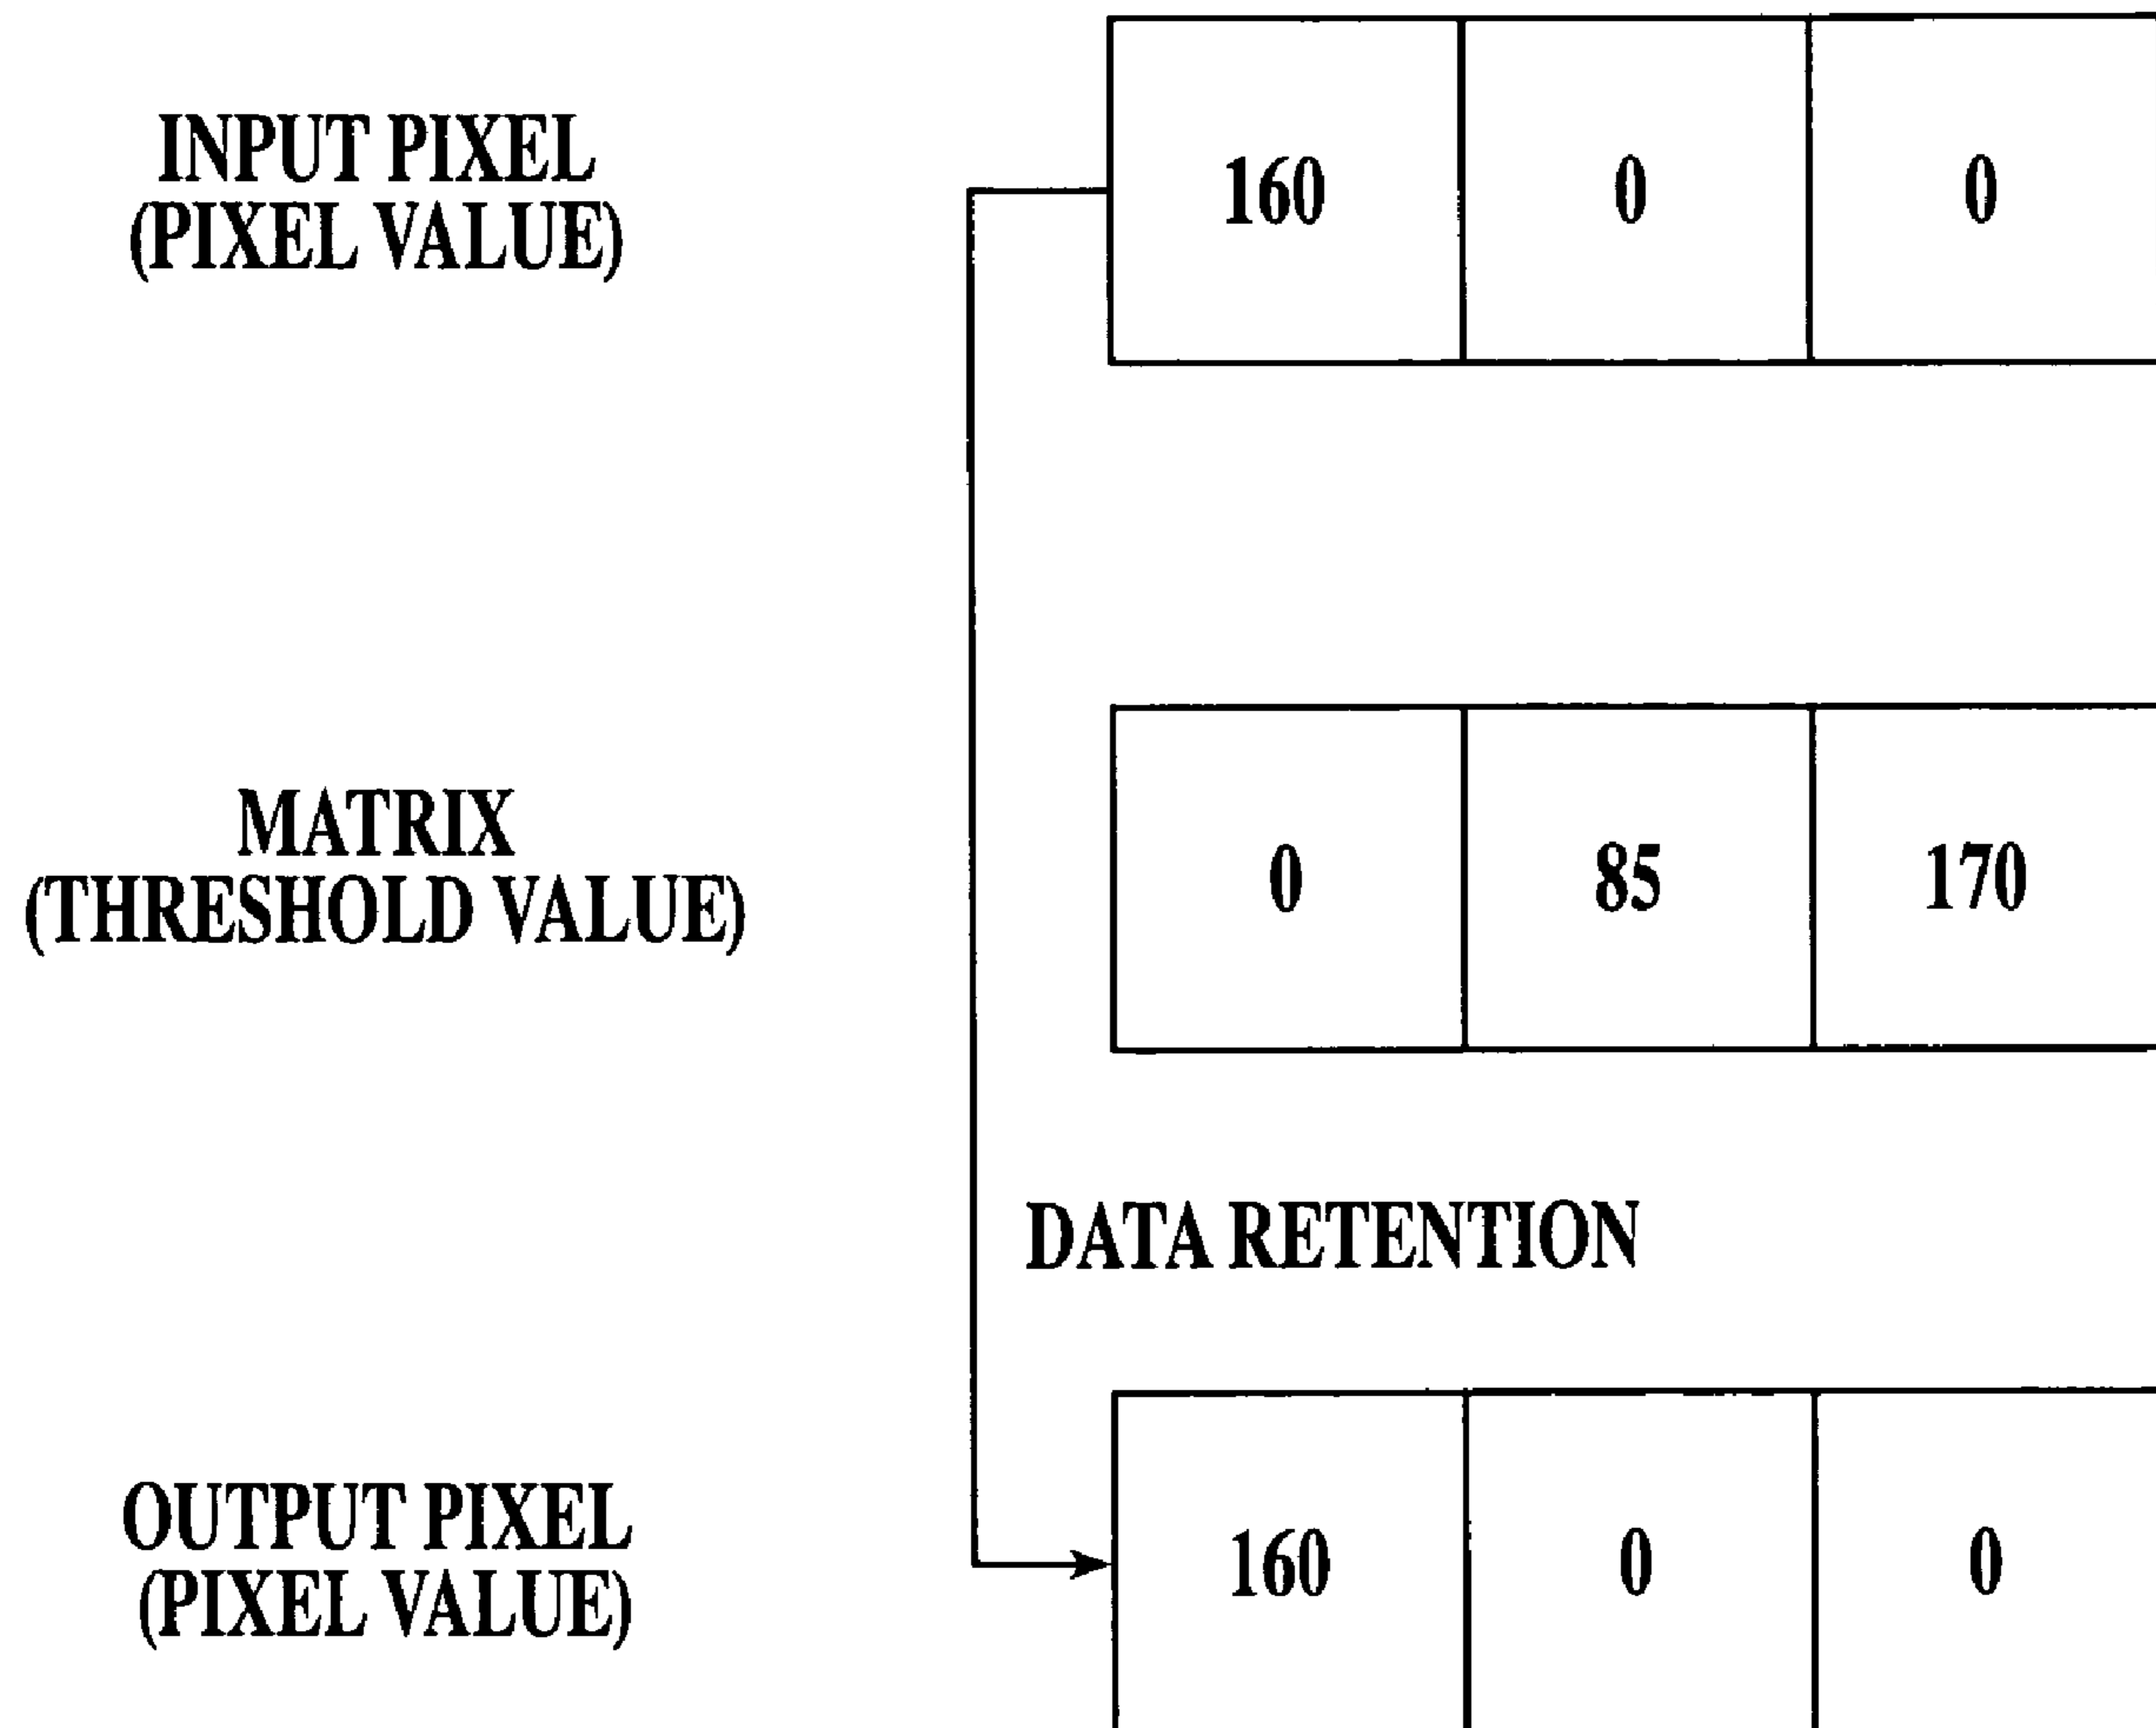 INPUT PIXEL
(PIXEL VALUE)
160 0 0
MATRIX
(THRESHOLD VALUE)
0 85 170
DATA RETENTION
OUTPUT PIXEL
(PIXEL VALUE)
160 0 0